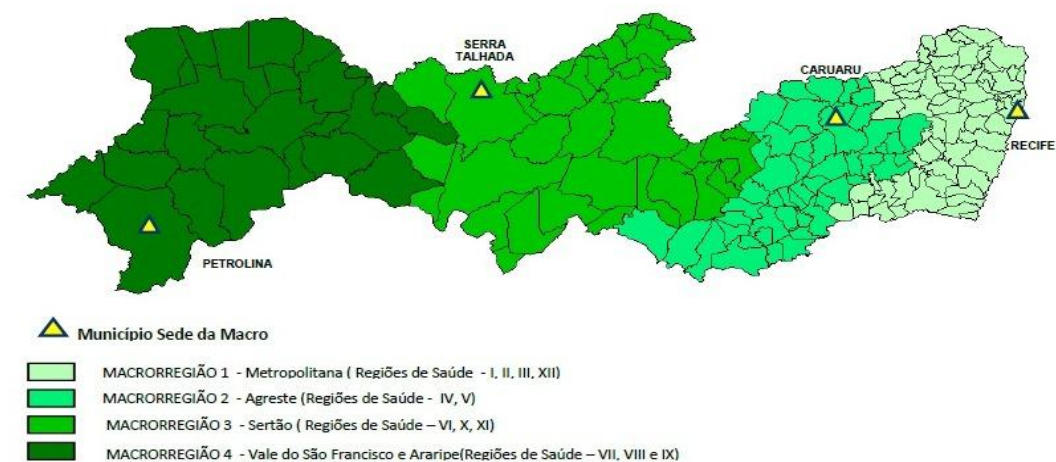 SERRA
TALHADA
CARUARU
RECIFE
PETROLINA
Município Sede da Macro
MACRORREGIÃO 1 - Metropolitana ( Regiões de Saúde - I, II, III, XII)
MACRORREGIÃO 2 - Agreste (Regiões de Saúde - IV, V)
MACRORREGIÃO 3 - Sertão ( Regiões de Saúde – VI, X, XI)
MACRORREGIÃO 4 - Vale do São Francisco e Araripe(Regiões de Saúde – VII, VIII e IX)